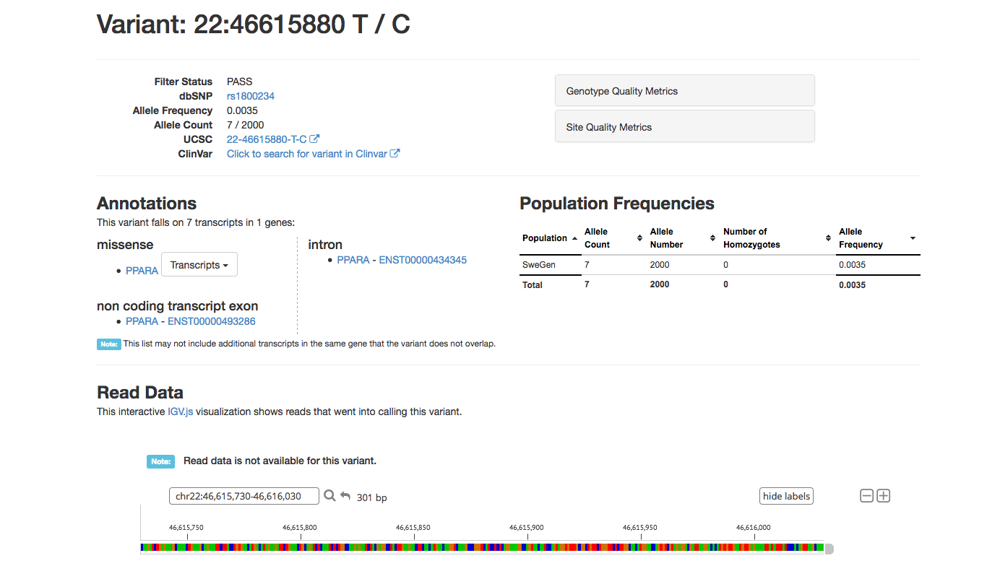 Variant: 22:46615880 T / C
Filter Status PASS
dbSNP rs1800234
Allele Frequency 0.0035
Allele Count 7 / 2000
UCSC 22-46615880-T-C
ClinVar Click to search for variant in Clinvar
Genotype Quality Metrics
Site Quality Metrics
Annotations
This variant falls on 7 transcripts in 1 genes:
missense
• PPARA Transcripts
non coding transcript exon
• PPARA - ENST00000493286
intron
• PPARA - ENST00000434345
Note: This list may not include additional transcripts in the same gene that the variant does not overlap.
Population Frequencies
Population Allele Count Allele Number Number of Homozygotes Allele Frequency
SweGen 7 2000 0 0.0035
Total 7 2000 0 0.0035
Read Data
This interactive IGV.js visualization shows reads that went into calling this variant.
Note: Read data is not available for this variant.
chr22:46,615,730-46,616,030 301 bp hide labels
46,615,750 46,615,800 46,615,850 46,615,900 46,615,950 46,616,000